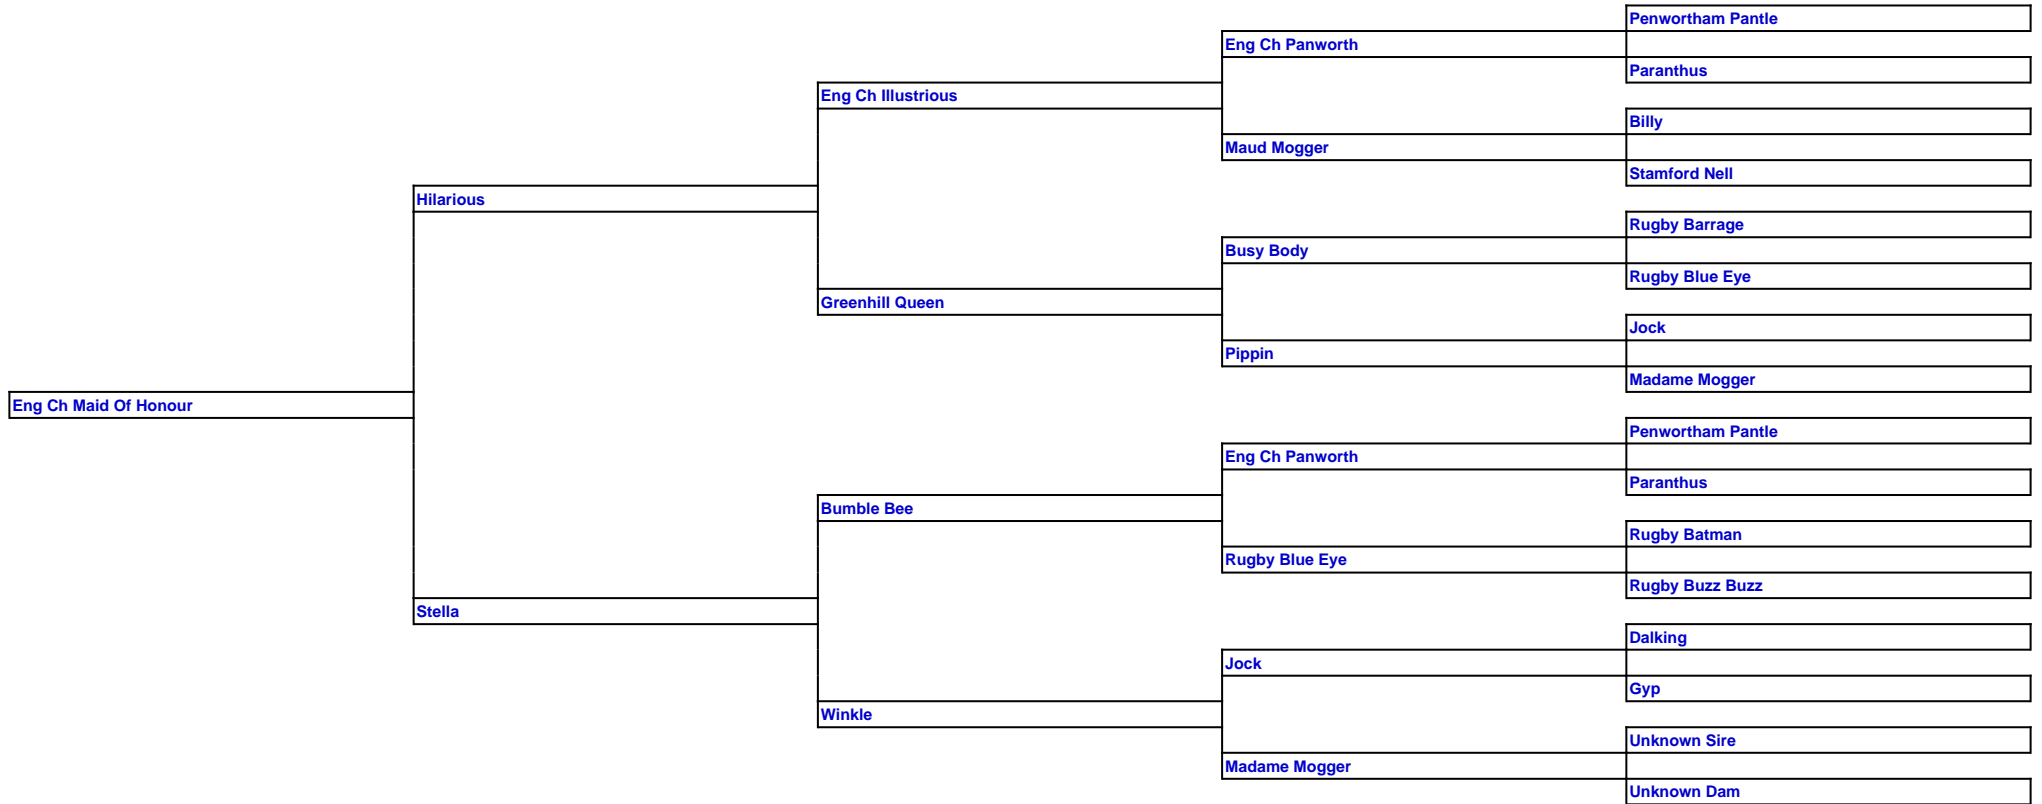 Penwortham Pantle
Eng Ch Panworth
Paranthus
Eng Ch Illustrious
Billy
Maud Mogger
Stamford Nell
Hilarious
Rugby Barrage
Busy Body
Rugby Blue Eye
Greenhill Queen
Jock
Pippin
Madame Mogger
Eng Ch Maid Of Honour
Penwortham Pantle
Eng Ch Panworth
Paranthus
Bumble Bee
Rugby Batman
Rugby Blue Eye
Rugby Buzz Buzz
Stella
Dalking
Jock
Gyp
Winkle
Unknown Sire
Madame Mogger
Unknown Dam